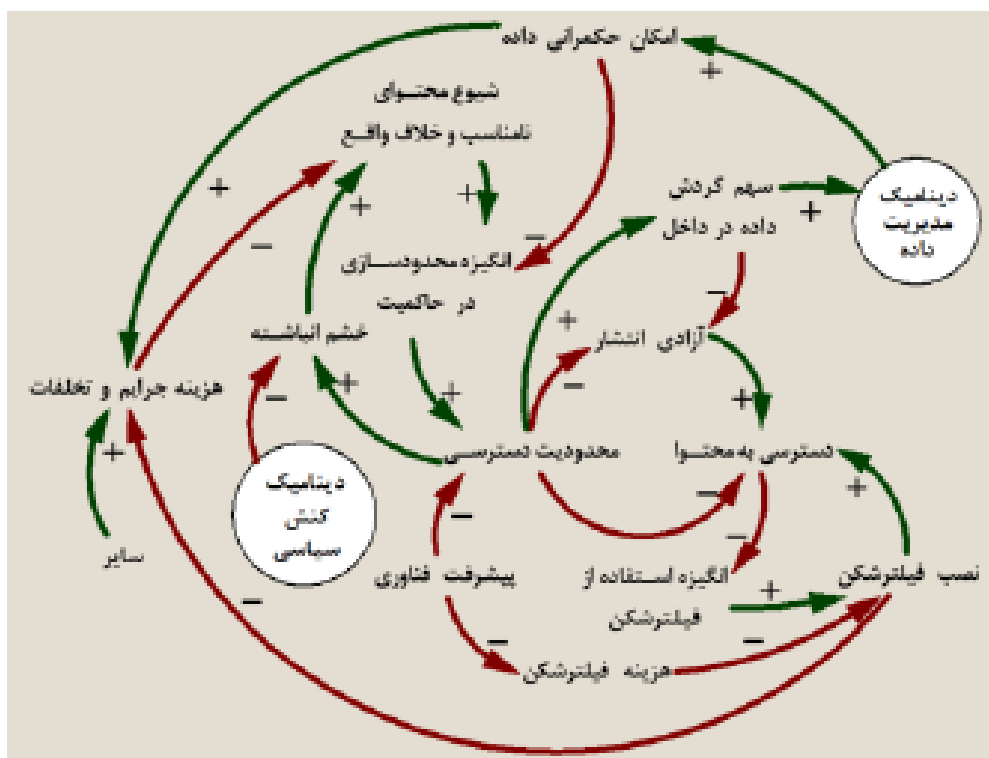 امکان حکمرانی داده
+
شیوع محتوای
نامناسب و خلاف واقع
+
+
+
−
سهم گردش
داده در داخل
+
دینامیک
مدیریت
داده
−
انگیزه محدودسازی
در حاکمیت
−
+
خشم انباشته
آزادی انتشار
−
+
هزینه جرایم و تخلفات
−
+
+
+
محدودیت دسترسی
دسترسی به محتوا
+
دینامیک
کنش
سیاسی
−
−
+
−
سایر
پیشرفت فناوری
انگیزه استفاده از
فیلترشکن
+
نصب فیلترشکن
−
−
−
هزینه فیلترشکن